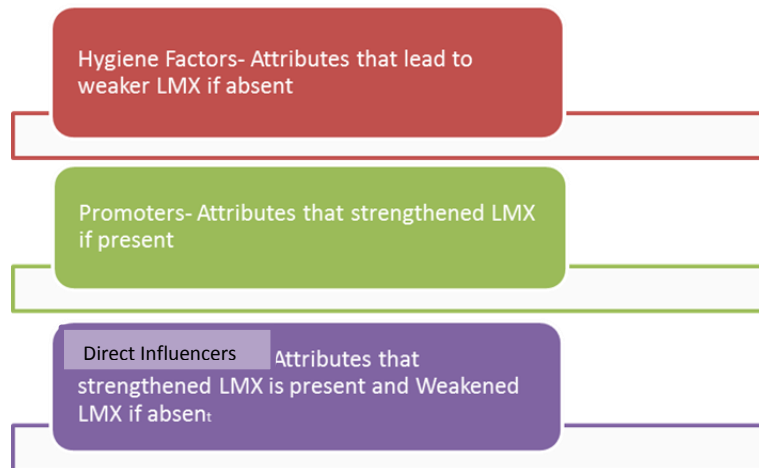 Hygiene Factors- Attributes that lead to
weaker LMX if absent
Promoters- Attributes that strengthened LMX
if present
Direct Influencers Attributes that
strengthened LMX is present and Weakened
LMX if absent